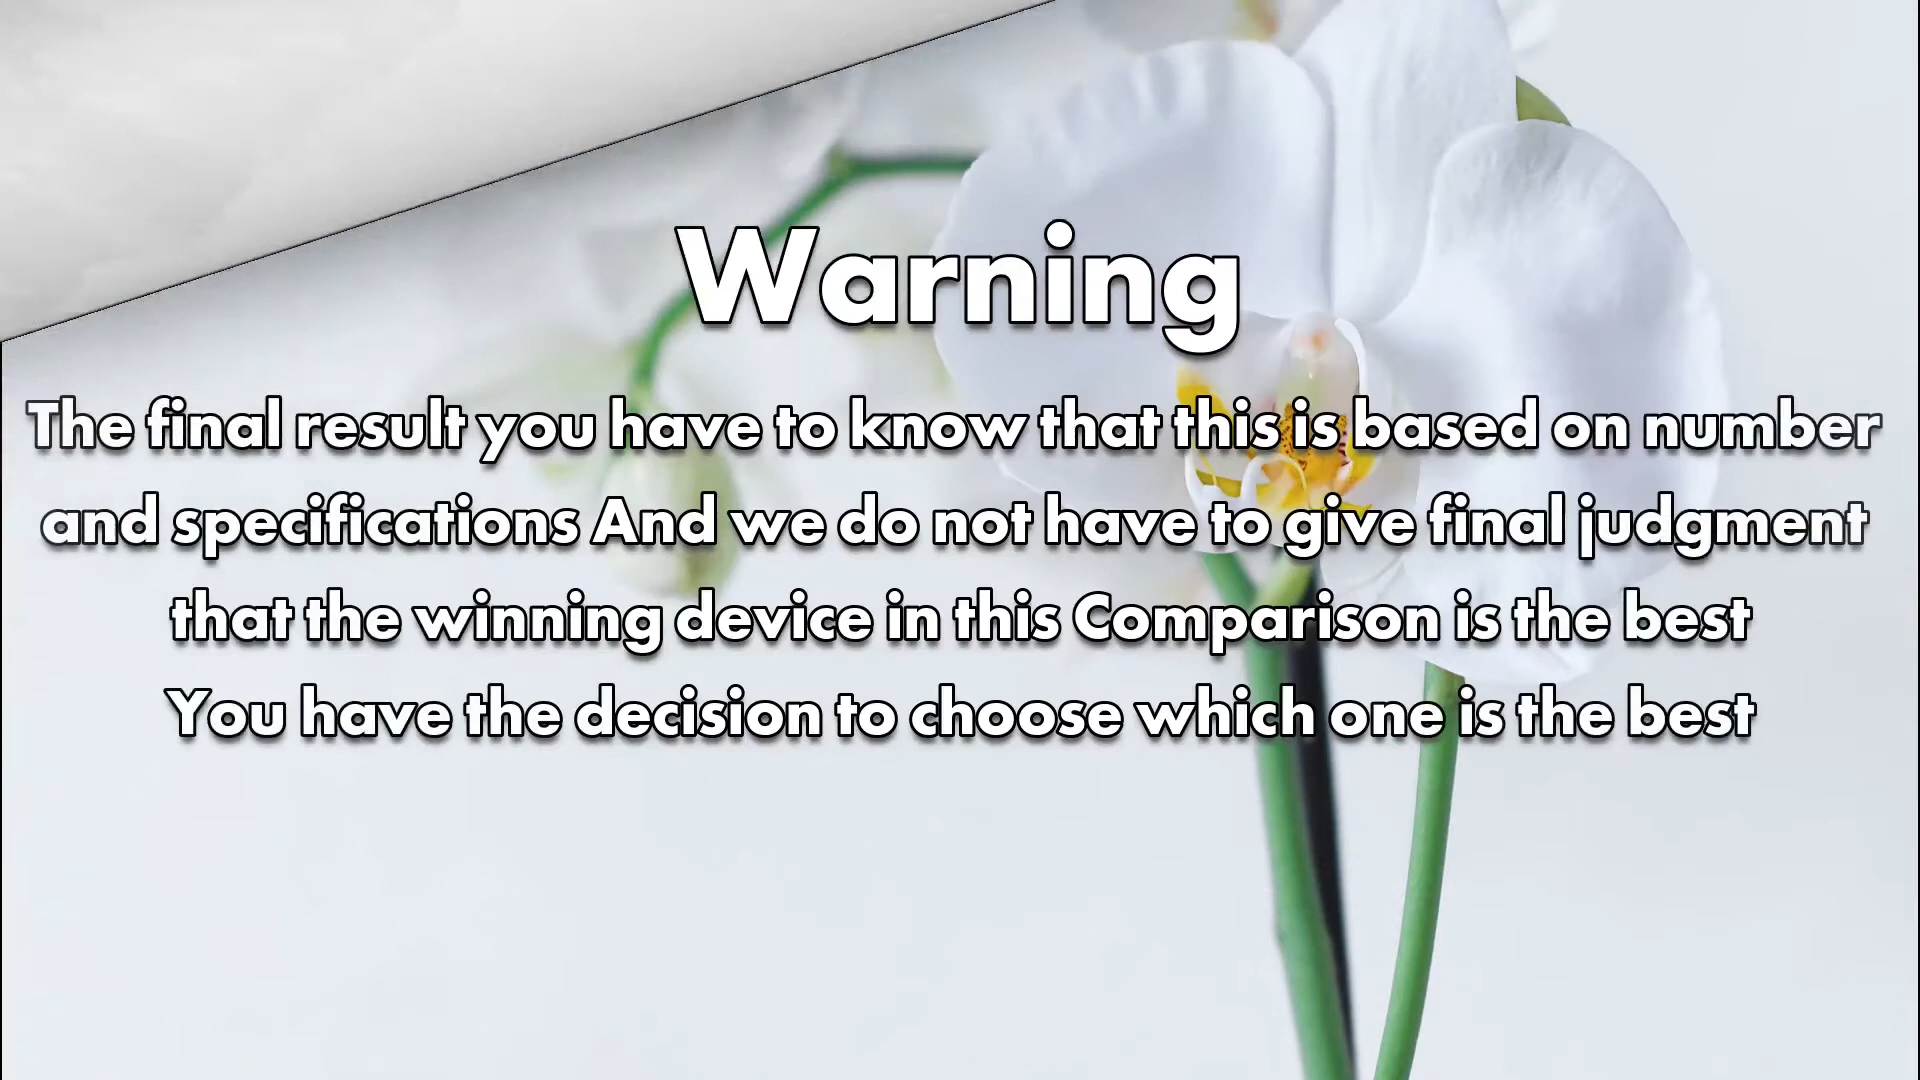 Warning
The final result you have to know that this is based on number
and specifications And we do not have to give final judgment
that the winning device in this Comparison is the best
You have the decision to choose which one is the best